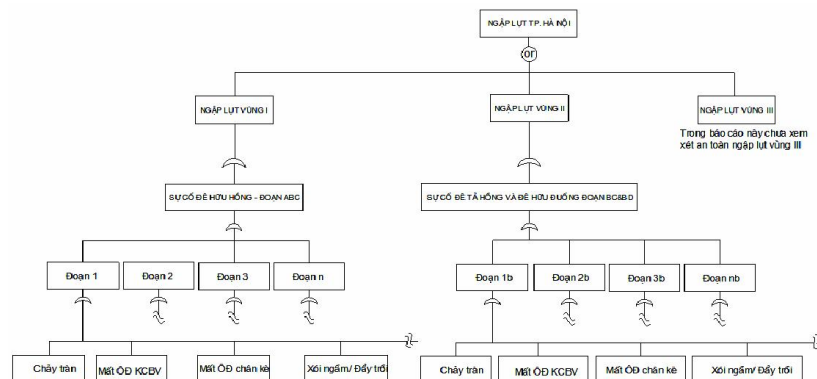 NGẬP LỤT TP. HÀ NỘI
or
NGẬP LỤT VÙNG I
NGẬP LỤT VÙNG II
NGẬP LỤT VÙNG III
Trong báo cáo này chưa xem
xét an toàn ngập lụt vùng III
SỰ CỐ ĐÊ HỮU HỒNG - ĐOẠN ABC
SỰ CỐ ĐÊ TẢ HỒNG VÀ ĐÊ HỮU ĐUỐNG ĐOẠN BC&BD
Đoạn 1
Đoạn 2
Đoạn 3
Đoạn n
Đoạn 1b
Đoạn 2b
Đoạn 3b
Đoạn nb
Chảy tràn
Mất ÔĐ KCBV
Mất ÔĐ chân kè
Xói ngầm/ Đẩy trồi
Chảy tràn
Mất ÔĐ KCBV
Mất ÔĐ chân kè
Xói ngầm/ Đẩy trồi